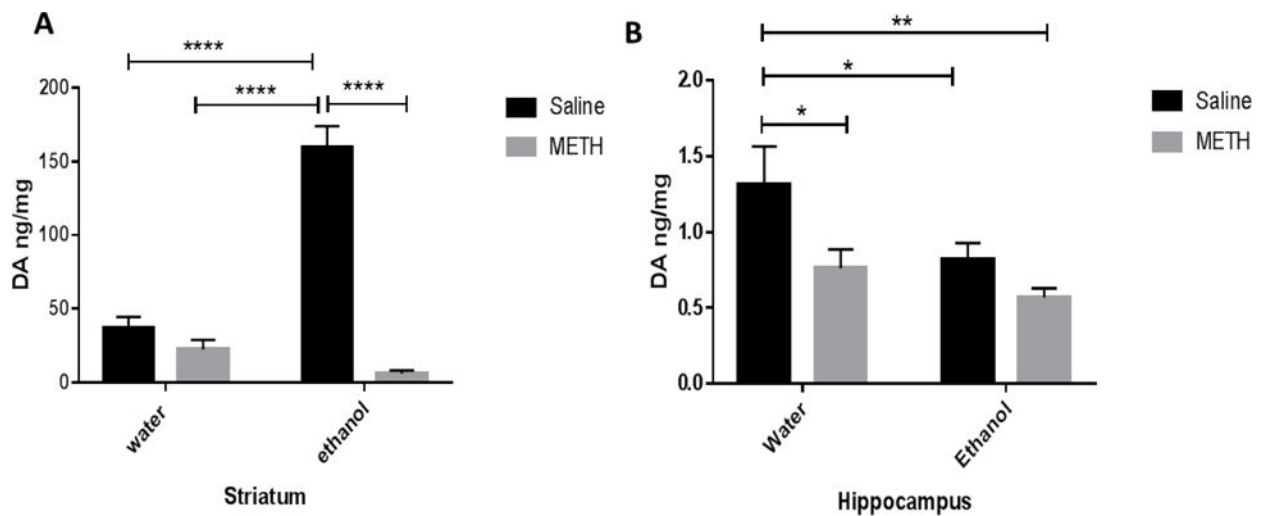 A
****
****
****
200
150
100
50
0
DA ng/mg
water
ethanol
Striatum
Saline
METH
B
**
*
*
2.0
1.5
1.0
0.5
0.0
DA ng/mg
Water
Ethanol
Hippocampus
Saline
METH